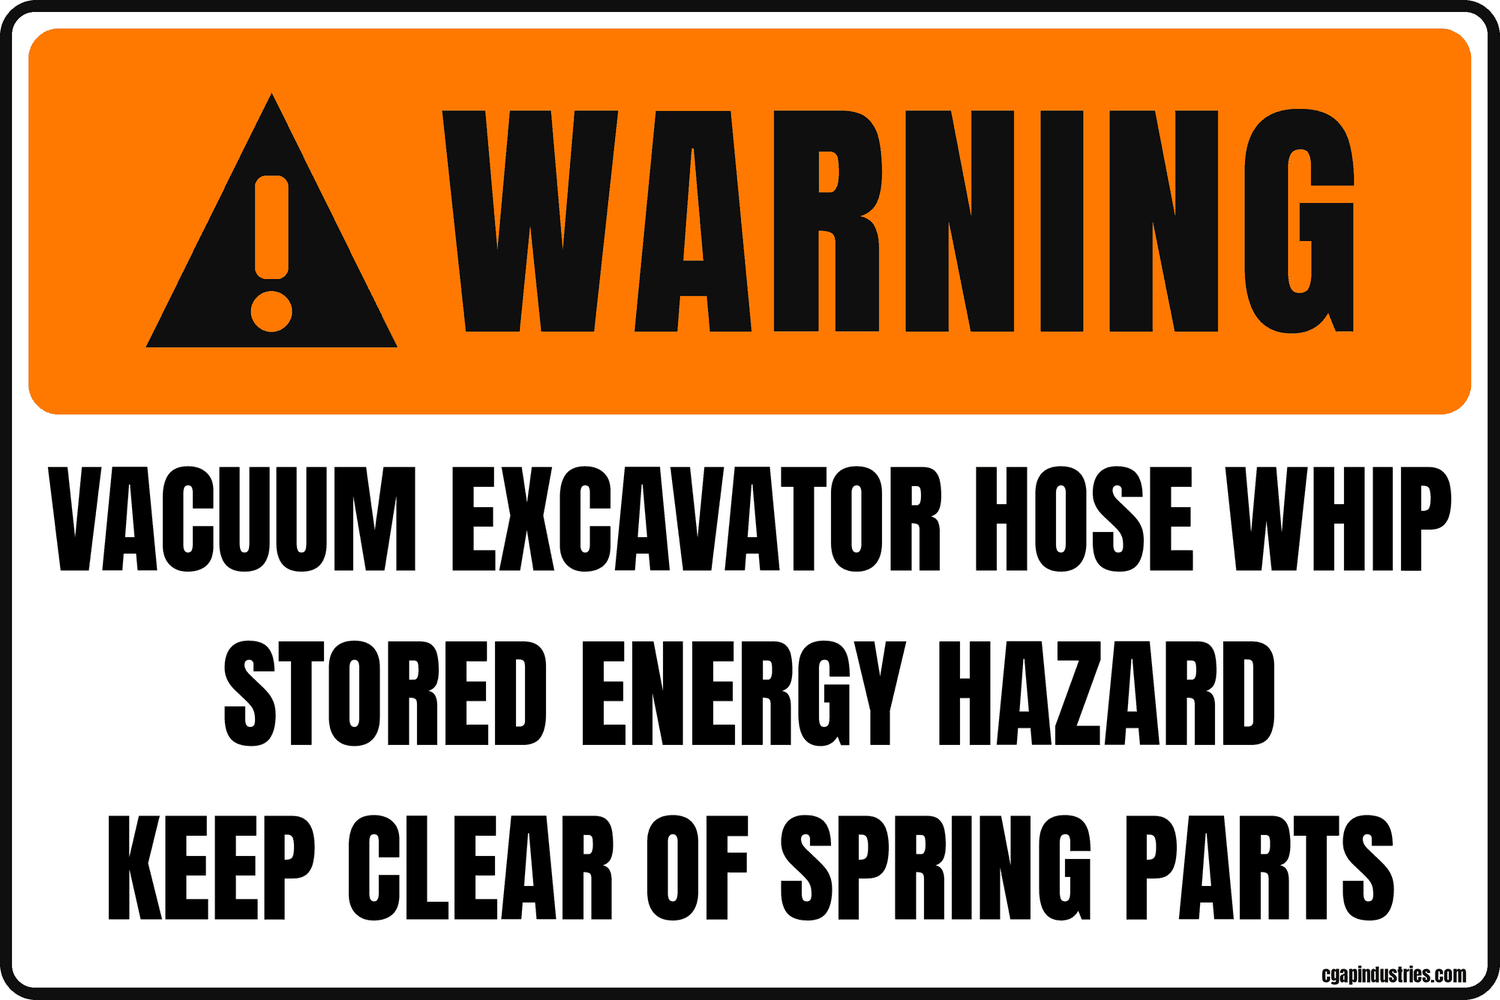 WARNING
VACUUM EXCAVATOR HOSE WHIP
STORED ENERGY HAZARD
KEEP CLEAR OF SPRING PARTS
cgapindustries.com